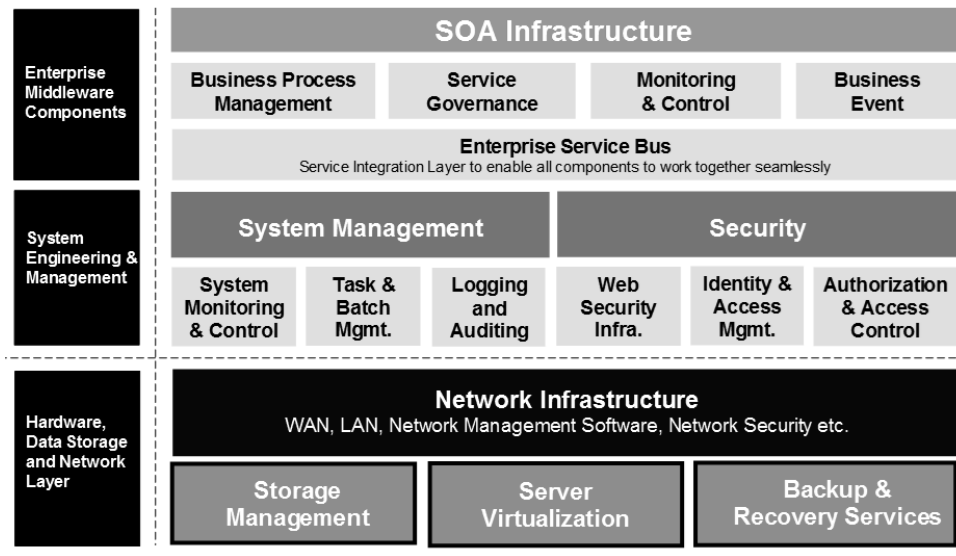 SOA Infrastructure
Enterprise
Middleware
Components
Business Process
Management
Service
Governance
Monitoring
& Control
Business
Event
Enterprise Service Bus
Service Integration Layer to enable all components to work together seamlessly
System
Engineering &
Management
System Management
Security
System
Monitoring
& Control
Task &
Batch
Mgmt.
Logging
and
Auditing
Web
Security
Infra.
Identity &
Access
Mgmt.
Authorization
& Access
Control
Hardware,
Data Storage
and Network
Layer
Network Infrastructure
WAN, LAN, Network Management Software, Network Security etc.
Storage
Management
Server
Virtualization
Backup &
Recovery Services